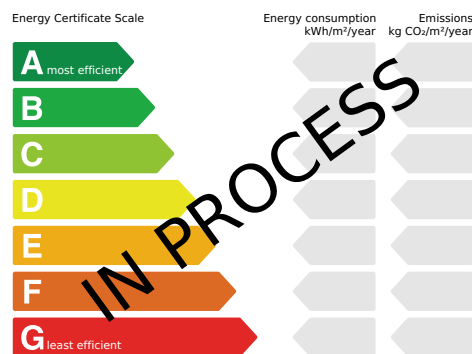 Energy Certificate Scale
Energy consumption
kWh/m²/year
Emissions
kg CO₂/m²/year
A most efficient
B
C
D
E
F
G least efficient
IN PROCESS